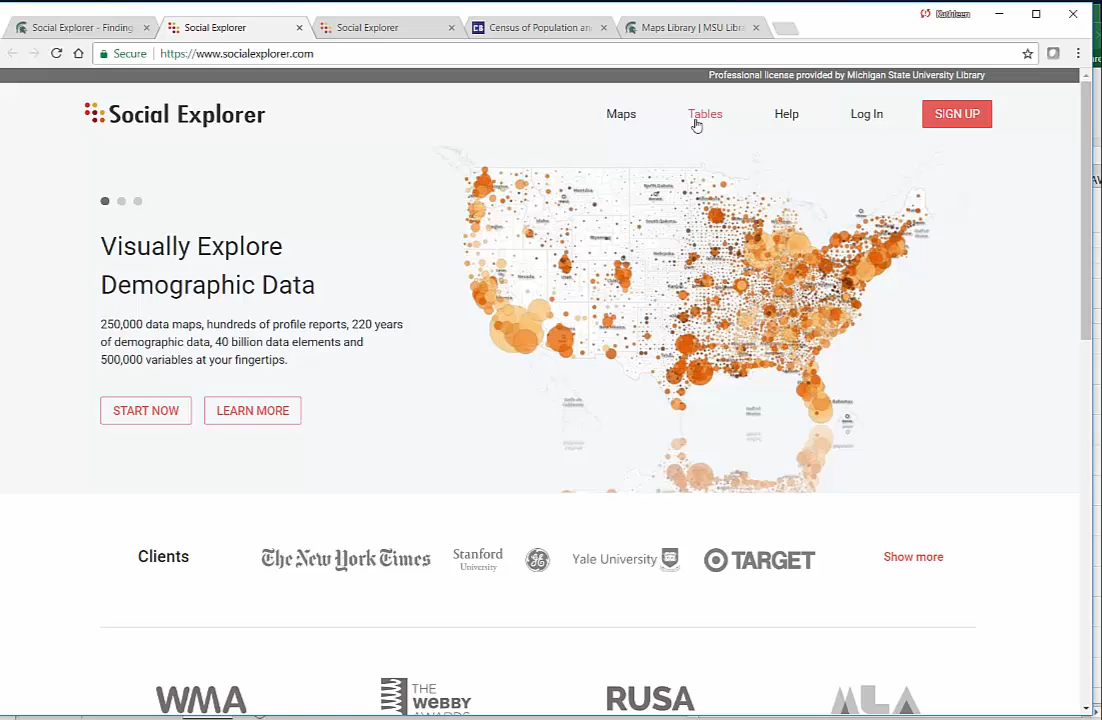 Kathleen
Social Explorer - Finding
Social Explorer
Social Explorer
Census of Population an
Maps Library | MSU Libra
Secure
https://www.socialexplorer.com
Professional license provided by Michigan State University Library
Social Explorer
Maps
Tables
Help
Log In
SIGN UP
Visually Explore
Demographic Data
250,000 data maps, hundreds of profile reports, 220 years
of demographic data, 40 billion data elements and
500,000 variables at your fingertips.
START NOW
LEARN MORE
Clients
The New York Times
Stanford
University
Yale University
TARGET
Show more
WMA
THE
WEBBY
AWARDS
RUSA
MLA